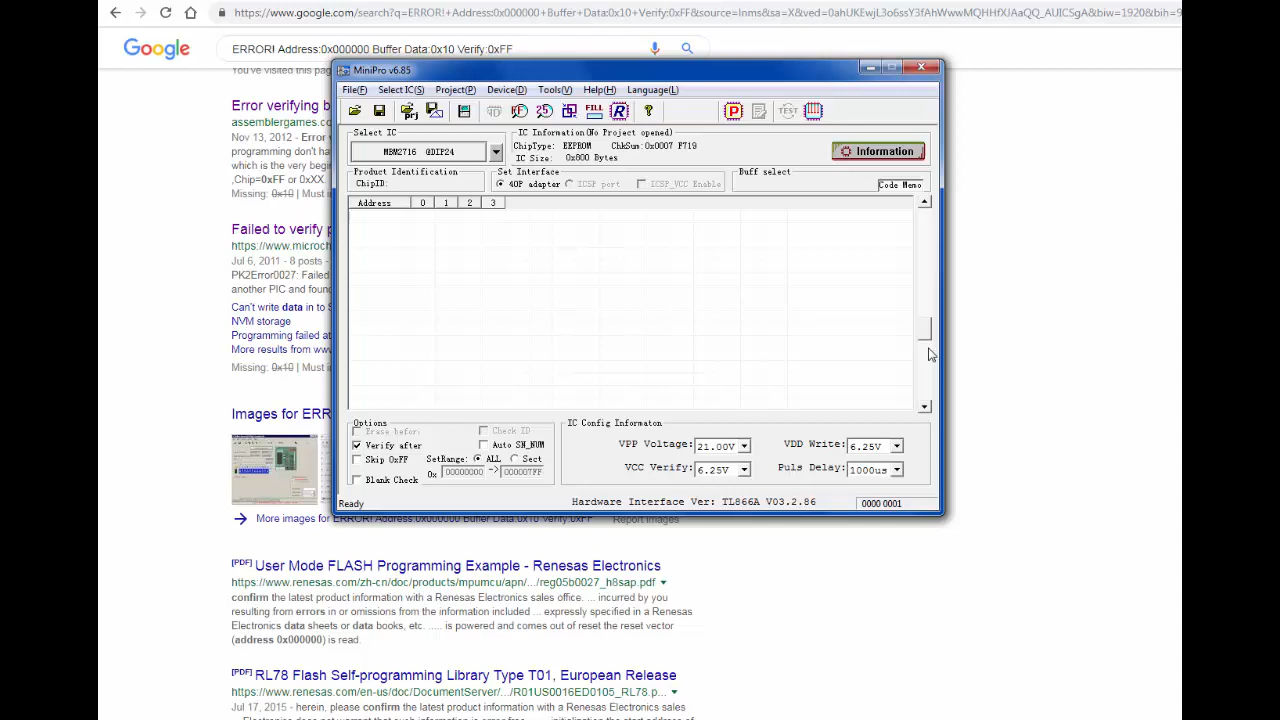 https://www.google.com/search?q=ERROR!+Address:0x000000+Buffer+Data:0x10+Verify:0xFF&source=lnms&sa=X&ved=0ahUKEwjL3o6ssY3fAhWwwMQHHfXJAaQQ_AUICSgA&biw=1920&bih=9
Google
ERROR! Address:0x000000 Buffer Data:0x10 Verify:0xFF
You've visited this pag
Error verifying b
assemblergames.co
Nov 13, 2012 - Error v
programming don't hav
which is the very begin
,Chip=0xFF or 0xXX.
Missing: 0x10 | Must i
Failed to verify p
https://www.microch
Jul 6, 2011 - 8 posts -
PK2Error0027: Failed
another PIC and found
Can't write data in to S
NVM storage
Programming failed at
More results from www
Missing: 0x10 | Must i
Images for ERR
More images for ERROR! Address:0x000000 Buffer Data:0x10 Verify:0xFF
Report images
MiniPro v6.85
File(F) Select IC(S) Project(P) Device(D) Tools(V) Help(H) Language(L)
prj
FILL
R
?
P
TEST
Select IC
MBM2716 @DIP24
IC Information(No Project opened)
ChipType: EEPROM ChkSum:0x0007 F719
IC Size: 0x800 Bytes
Information
Product Identification
ChipID:
Set Interface
40P adapter ICSP port ICSP_VCC Enable
Buff select
Code Memo
Address 0 1 2 3
Options
Erase befor:
Check ID
Verify after
Auto SN_NUM
Skip 0xFF
SetRange: ALL Sect
0x 00000000 -> 000007FF
Blank Check
IC Config Informaton
VPP Voltage: 21.00V
VDD Write: 6.25V
VCC Verify: 6.25V
Puls Delay: 1000us
Ready
Hardware Interface Ver: TL866A V03.2.86
0000 0001
[PDF] User Mode FLASH Programming Example - Renesas Electronics
https://www.renesas.com/zh-cn/doc/products/mpumcu/apn/.../reg05b0027_h8sap.pdf
confirm the latest product information with a Renesas Electronics sales office. ... incurred by you
resulting from errors in or omissions from the information included ... expressly specified in a Renesas
Electronics data sheets or data books, etc. ..... is powered and comes out of reset the reset vector
(address 0x000000) is read.
[PDF] RL78 Flash Self-programming Library Type T01, European Release
https://www.renesas.com/en-us/doc/DocumentServer/.../R01US0016ED0105_RL78.p...
Jul 17, 2015 - herein, please confirm the latest product information with a Renesas Electronics sales